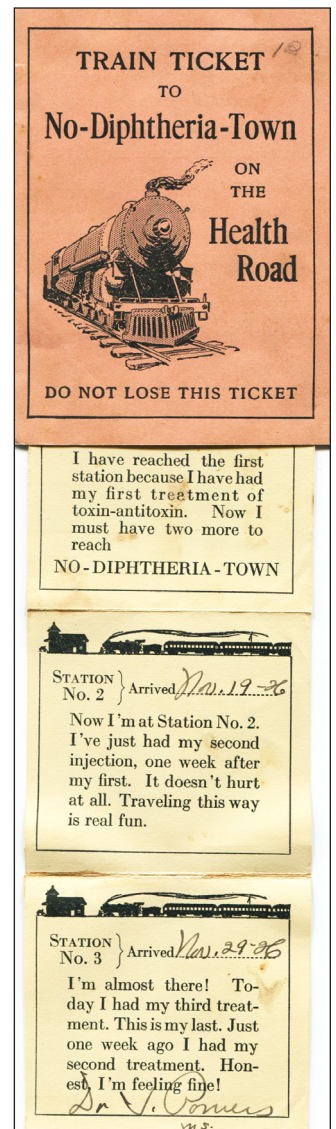 TRAIN TICKET
TO
No-Diphtheria-Town
ON
THE
Health
Road
DO NOT LOSE THIS TICKET
I have reached the first
station because I have had
my first treatment of
toxin-antitoxin. Now I
must have two more to
reach
NO-DIPHTHERIA-TOWN
STATION
No. 2 } Arrived Nov. 19-26
Now I'm at Station No. 2.
I've just had my second
injection, one week after
my first. It doesn't hurt
at all. Traveling this way
is real fun.
STATION
No. 3 } Arrived Nov. 29-26
I'm almost there! To-
day I had my third treat-
ment. This is my last. Just
one week ago I had my
second treatment. Hon-
est, I'm feeling fine!
Dr